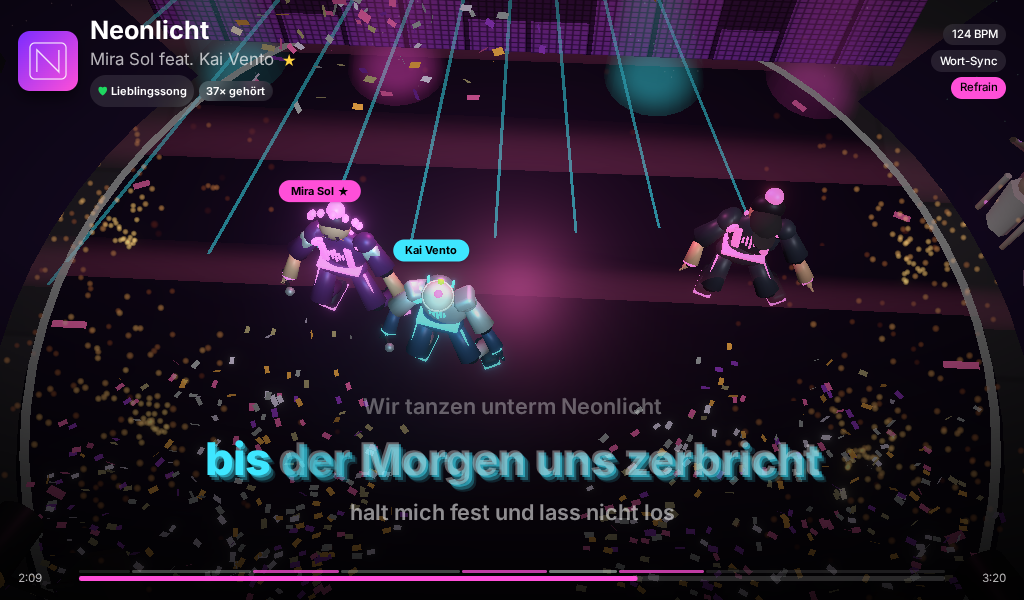 Neonlicht
Mira Sol feat. Kai Vento ★
Lieblingssong
37× gehört
124 BPM
Wort-Sync
Refrain
N
Mira Sol ★
Kai Vento
Wir tanzen unterm Neonlicht
bis der Morgen uns zerbricht
halt mich fest und lass nicht los
2:09
3:20